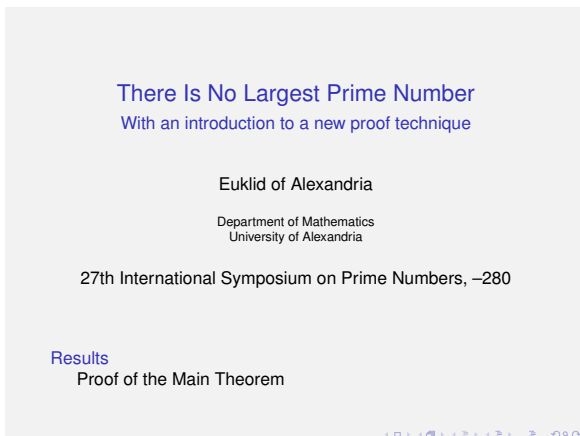 There Is No Largest Prime Number
With an introduction to a new proof technique
Euklid of Alexandria
Department of Mathematics
University of Alexandria
27th International Symposium on Prime Numbers, –280
Results
Proof of the Main Theorem